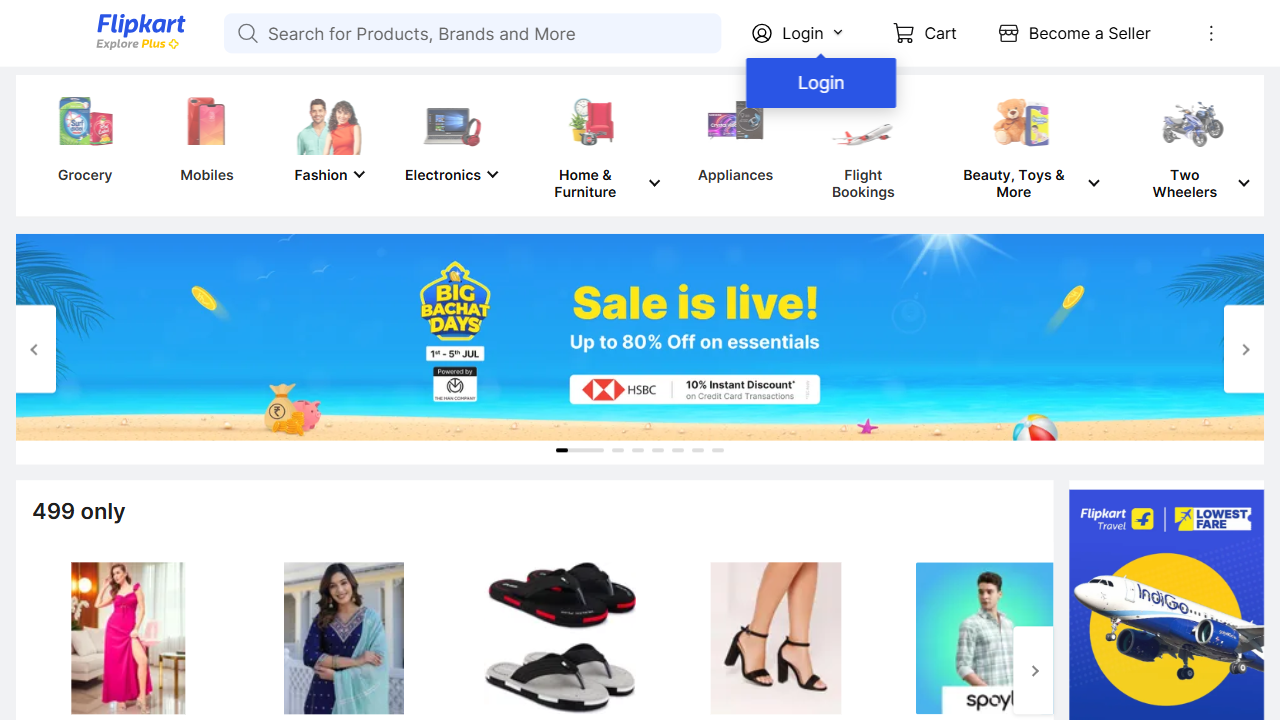 Flipkart
Explore Plus
Search for Products, Brands and More
Login
Cart
Become a Seller
Login
Grocery
Mobiles
Fashion
Electronics
Home &
Furniture
Appliances
Flight
Bookings
Beauty, Toys &
More
Two
Wheelers
BIG
BACHAT
DAYS
1st - 5th JUL
Powered by
THE MAN COMPANY
Sale is live!
Up to 80% Off on essentials
HSBC
10% Instant Discount*
on Credit Card Transactions
499 only
spoyl
Flipkart
Travel
LOWEST
FARE
IndiGo